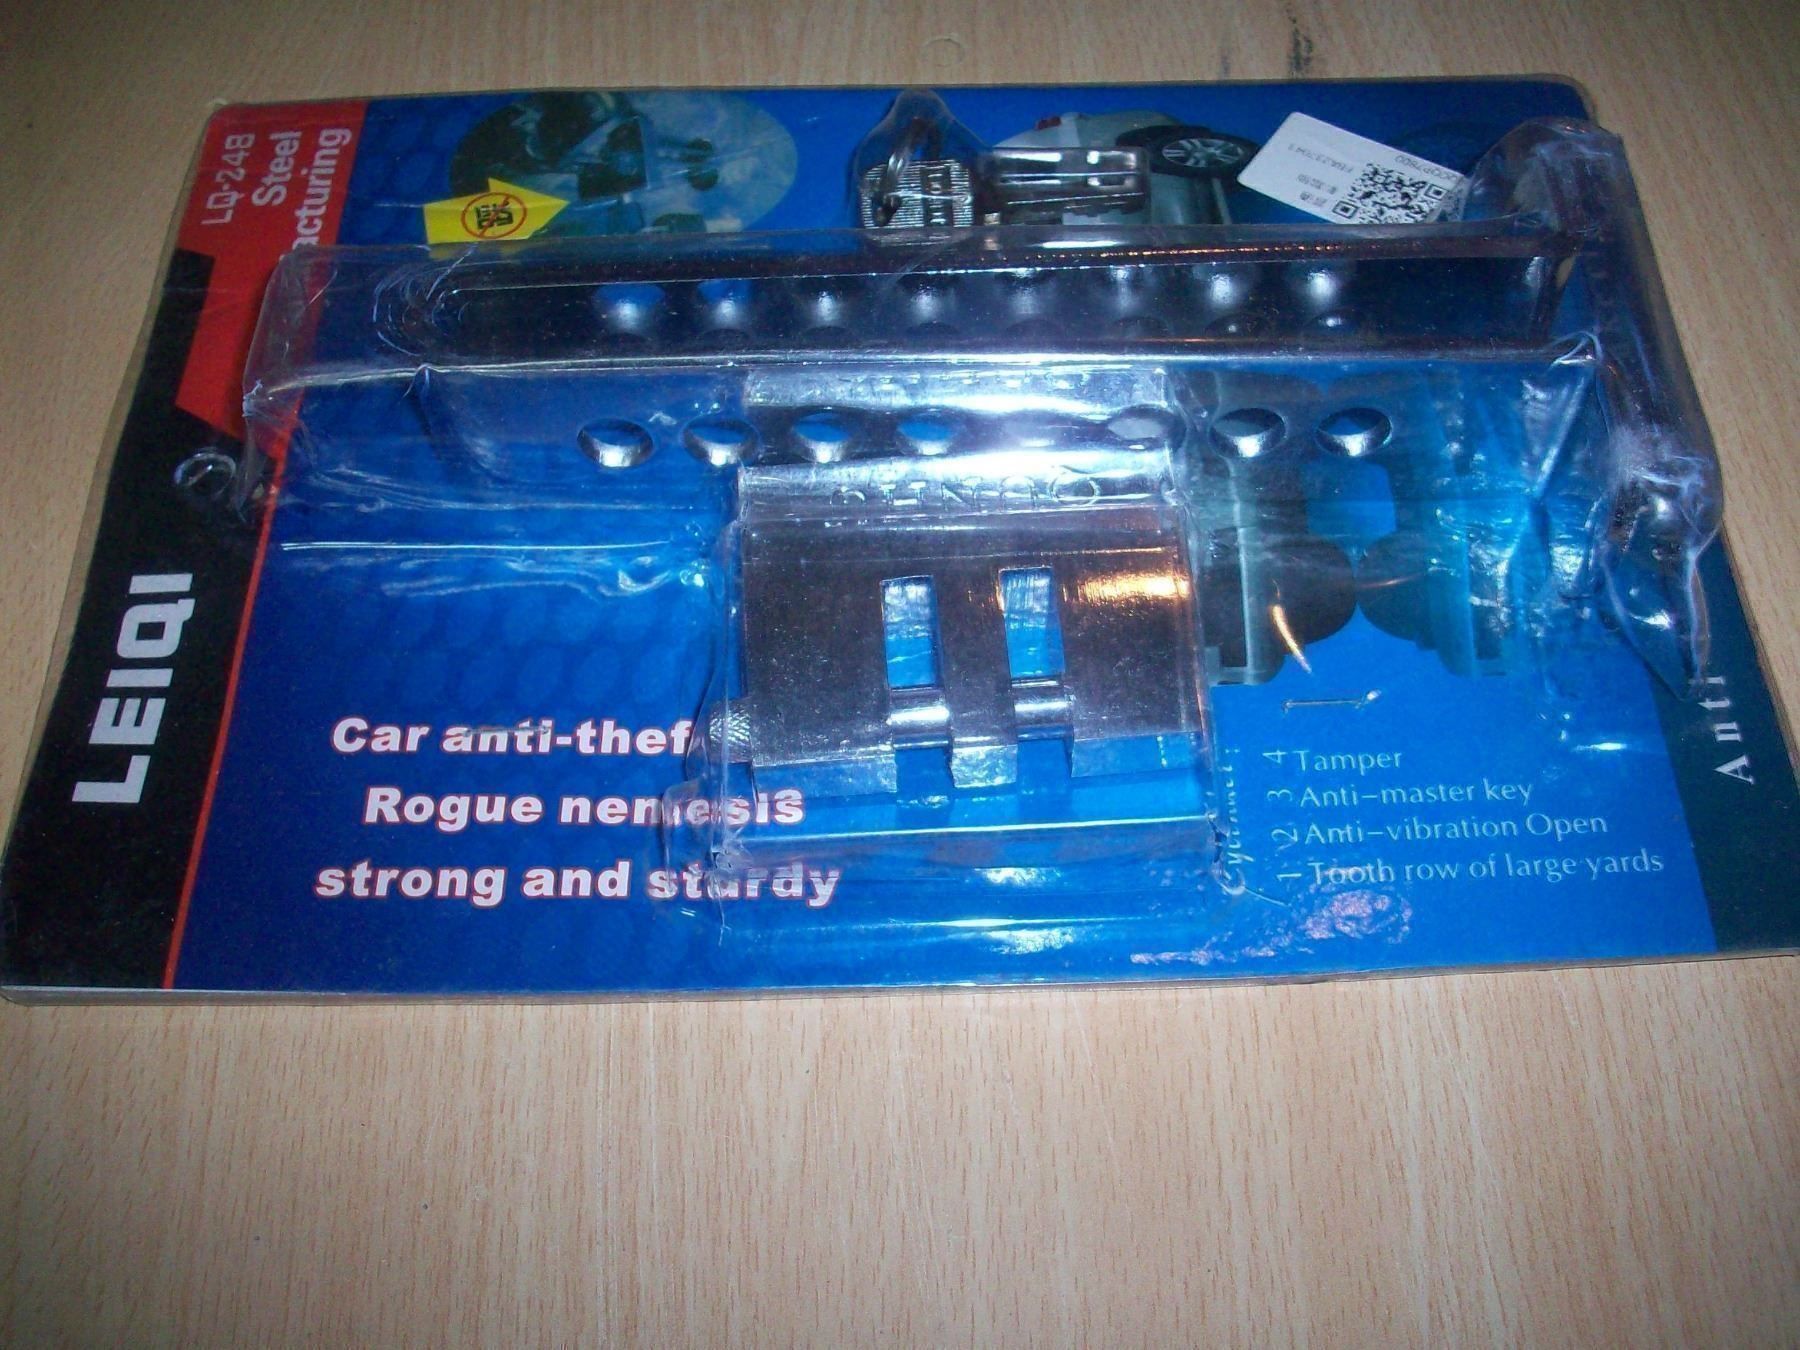 LQ-248
Steel
acturing
LEIQI
Car anti-thef
Rogue nemesis
strong and sturdy
4 Tamper
3 Anti-master key
2 Anti-vibration Open
1 Tooth row of large yards
Anti